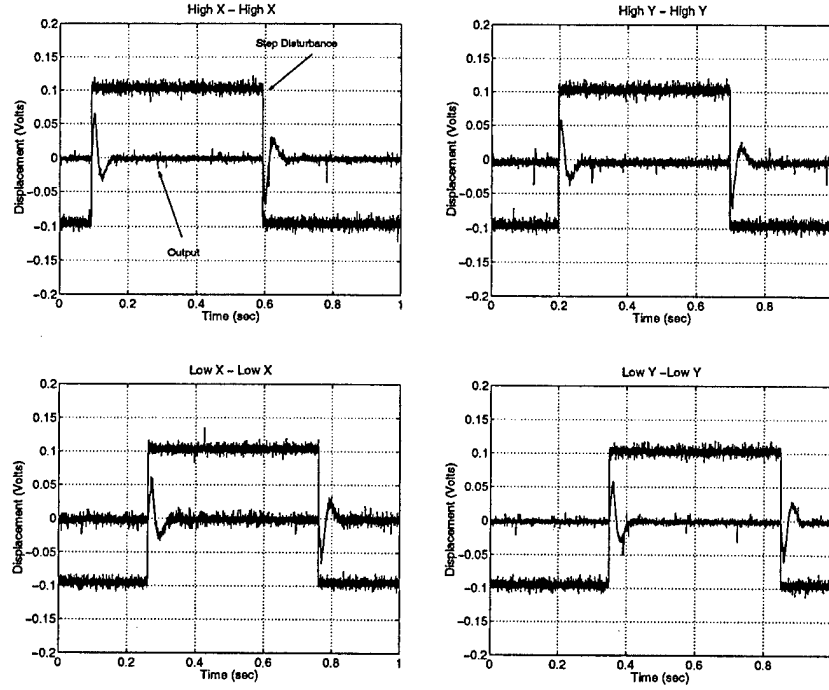 High X - High X
Displacement (Volts)
0.2
0.15
0.1
0.05
0
-0.05
-0.1
-0.15
-0.2
Step Disturbance
Output
0 0.2 0.4 0.6 0.8 1
Time (sec)
High Y - High Y
Displacement (Volts)
0.2
0.15
0.1
0.05
0
-0.05
-0.1
-0.15
-0.2
0 0.2 0.4 0.6 0.8
Time (sec)
Low X - Low X
Displacement (Volts)
0.2
0.15
0.1
0.05
0
-0.05
-0.1
-0.15
-0.2
0 0.2 0.4 0.6 0.8 1
Time (sec)
Low Y -Low Y
Displacement (Volts)
0.2
0.15
0.1
0.05
0
-0.05
-0.1
-0.15
-0.2
0 0.2 0.4 0.6 0.8
Time (sec)